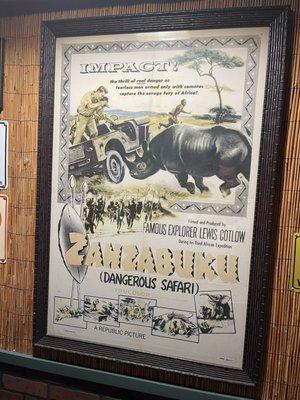 IMPACT!
the thrill of real danger as
fearless men armed only with cameras
capture the savage fury of Africa!
Filmed and Produced by
FAMOUS EXPLORER LEWIS COTLOW
During his Third African Expedition
ZANZABUKU
(DANGEROUS SAFARI)
TRUCOLOR
A REPUBLIC PICTURE